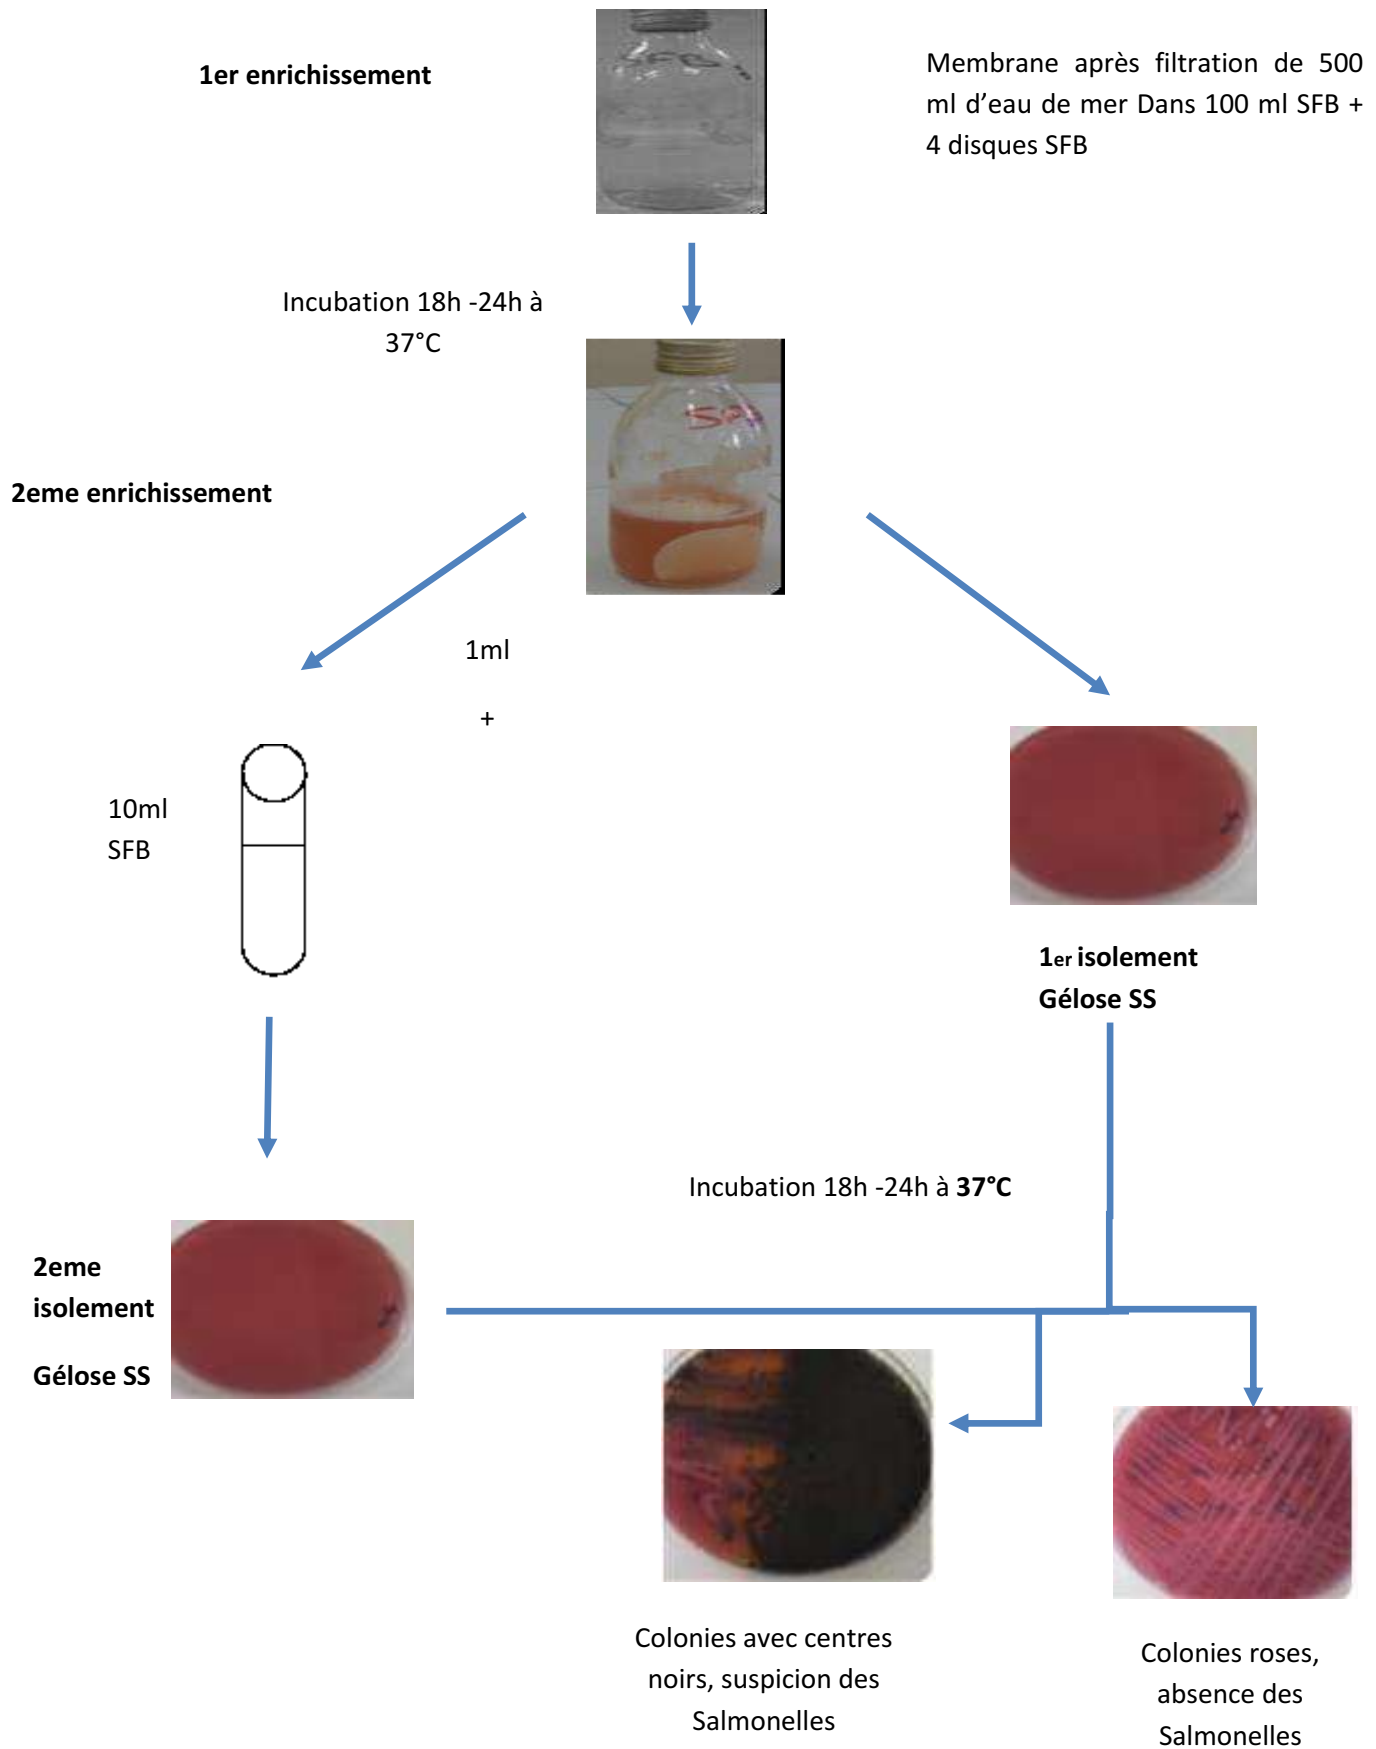 1er enrichissement
Membrane après filtration de 500
ml d’eau de mer Dans 100 ml SFB +
4 disques SFB
Incubation 18h -24h à
37°C
2eme enrichissement
1ml
+
10ml
SFB
1er isolement
Gélose SS
Incubation 18h -24h à 37°C
2eme
isolement
Gélose SS
Colonies avec centres
noirs, suspicion des
Salmonelles
Colonies roses,
absence des
Salmonelles